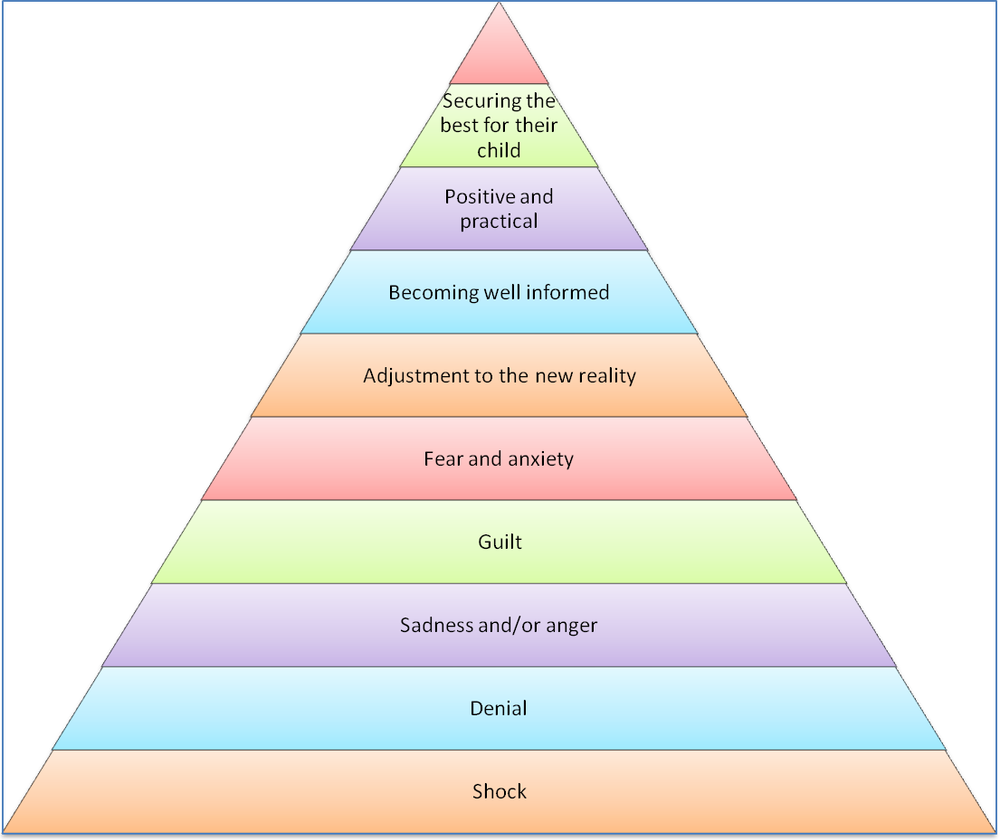 Securing the
best for their
child
Positive and
practical
Becoming well informed
Adjustment to the new reality
Fear and anxiety
Guilt
Sadness and/or anger
Denial
Shock